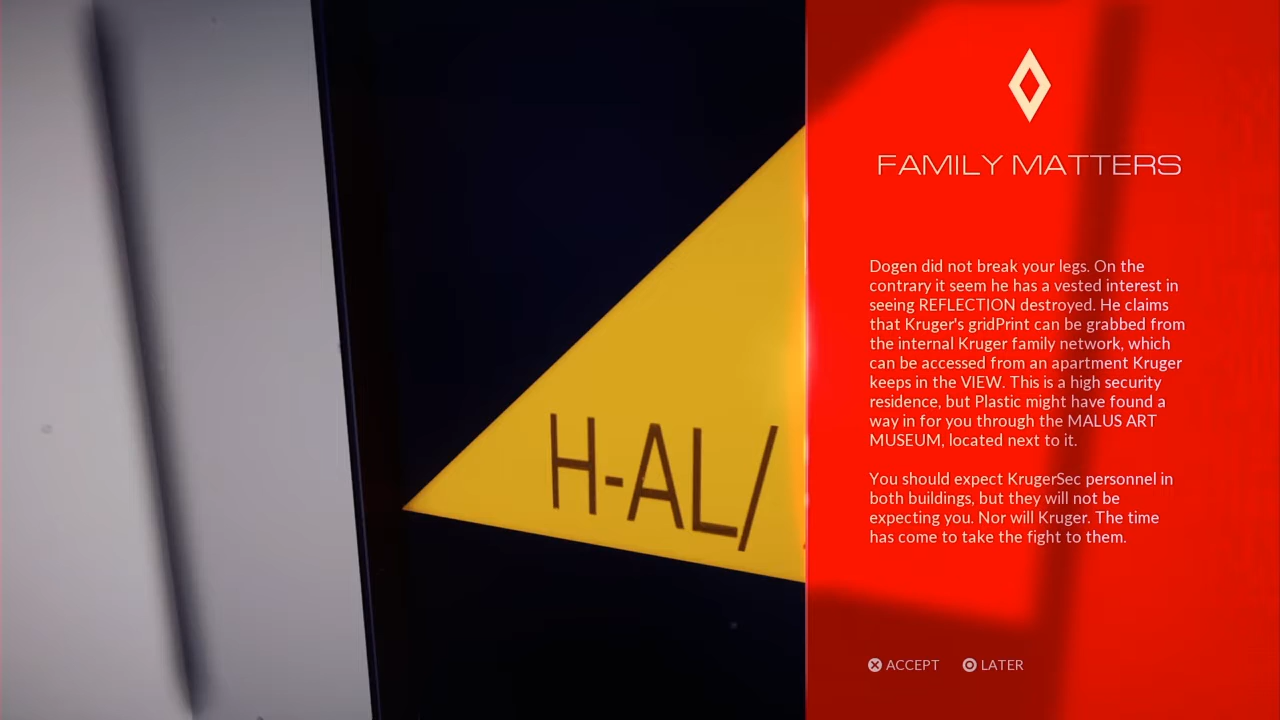 H-AL/
FAMILY MATTERS
Dogen did not break your legs. On the
contrary it seem he has a vested interest in
seeing REFLECTION destroyed. He claims
that Kruger's gridPrint can be grabbed from
the internal Kruger family network, which
can be accessed from an apartment Kruger
keeps in the VIEW. This is a high security
residence, but Plastic might have found a
way in for you through the MALUS ART
MUSEUM, located next to it.
You should expect KrugerSec personnel in
both buildings, but they will not be
expecting you. Nor will Kruger. The time
has come to take the fight to them.
ACCEPT LATER